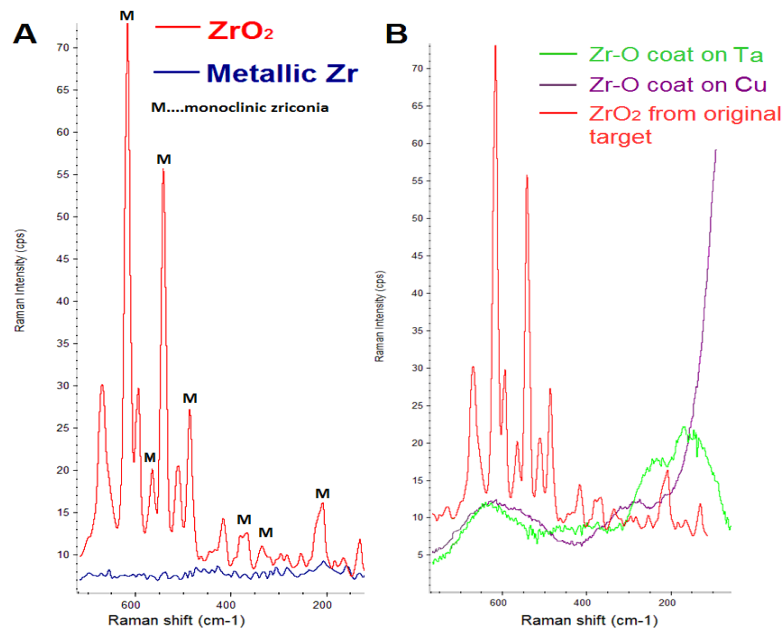 A
ZrO₂
Metallic Zr
M....monoclinic zriconia
M
M
M
M
M
M
M
70
65
60
55
50
45
40
35
30
25
20
15
10
Raman Intensity (cps)
600
400
200
Raman shift (cm-1)
B
Zr-O coat on Ta
Zr-O coat on Cu
ZrO₂ from original
target
70
65
60
55
50
45
40
35
30
25
20
15
10
5
Raman Intensity (cps)
600
400
200
Raman shift (cm-1)